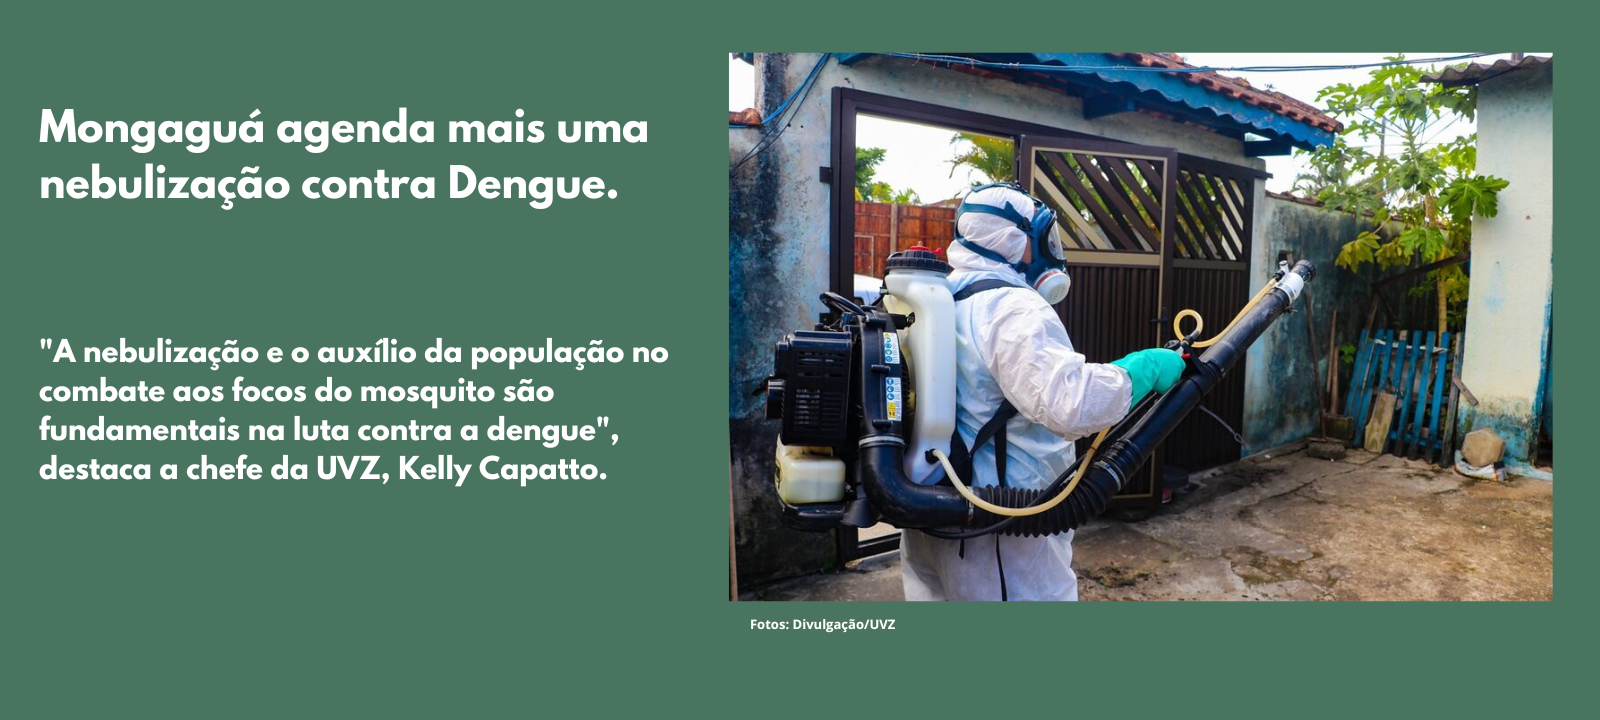 Mongaguá agenda mais uma
nebulização contra Dengue.
"A nebulização e o auxílio da população no
combate aos focos do mosquito são
fundamentais na luta contra a dengue",
destaca a chefe da UVZ, Kelly Capatto.
Fotos: Divulgação/UVZ